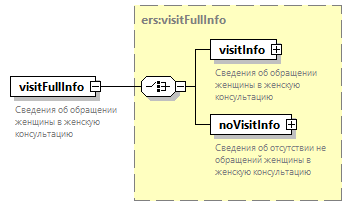 ers:visitFullInfo
visitInfo
Сведения об обращении
женщины в женскую
консультацию
visitFullInfo
Сведения об обращении
женщины в женскую
консультацию
noVisitInfo
Сведения об отсутствии не
обращений женщины в
женскую консультацию